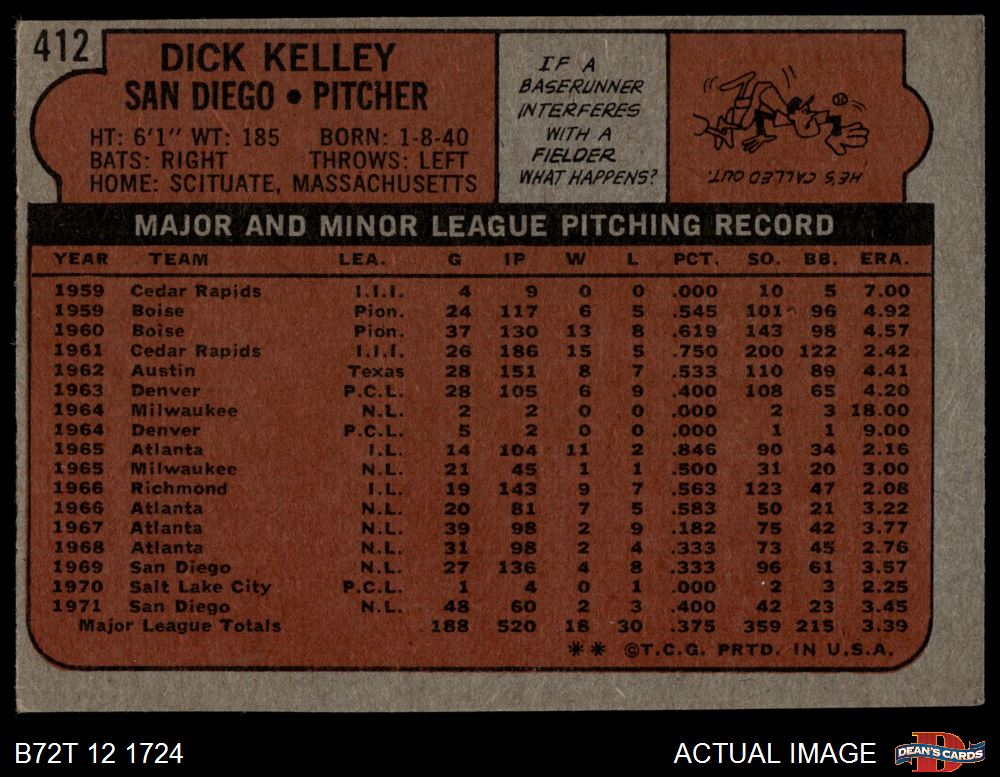 412
DICK KELLEY
SAN DIEGO • PITCHER
HT: 6'1" WT: 185 BORN: 1-8-40
BATS: RIGHT THROWS: LEFT
HOME: SCITUATE, MASSACHUSETTS
IF A
BASERUNNER
INTERFERES
WITH A
FIELDER
WHAT HAPPENS?
HE'S CALLED OUT.
MAJOR AND MINOR LEAGUE PITCHING RECORD
YEAR TEAM LEA. G IP W L PCT. SO. BB. ERA.
1959 Cedar Rapids I.I.I. 4 9 0 0 .000 10 5 7.00
1959 Boise Pion. 24 117 6 5 .545 101 96 4.92
1960 Boise Pion. 37 130 13 8 .619 143 98 4.57
1961 Cedar Rapids I.I.I. 26 186 15 5 .750 200 122 2.42
1962 Austin Texas 28 151 8 7 .533 110 89 4.41
1963 Denver P.C.L. 28 105 6 9 .400 108 65 4.20
1964 Milwaukee N.L. 2 2 0 0 .000 2 3 18.00
1964 Denver P.C.L. 5 2 0 0 .000 1 1 9.00
1965 Atlanta I.L. 14 104 11 2 .846 90 34 2.16
1965 Milwaukee N.L. 21 45 1 1 .500 31 20 3.00
1966 Richmond I.L. 19 143 9 7 .563 123 47 2.08
1966 Atlanta N.L. 20 81 7 5 .583 50 21 3.22
1967 Atlanta N.L. 39 98 2 9 .182 75 42 3.77
1968 Atlanta N.L. 31 98 2 4 .333 73 45 2.76
1969 San Diego N.L. 27 136 4 8 .333 96 61 3.57
1970 Salt Lake City P.C.L. 1 4 0 1 .000 2 3 2.25
1971 San Diego N.L. 48 60 2 3 .400 42 23 3.45
Major League Totals 188 520 18 30 .375 359 215 3.39
** ©T.C.G. PRTD. IN U.S.A.
B72T 12 1724
ACTUAL IMAGE
DEAN'S CARDS